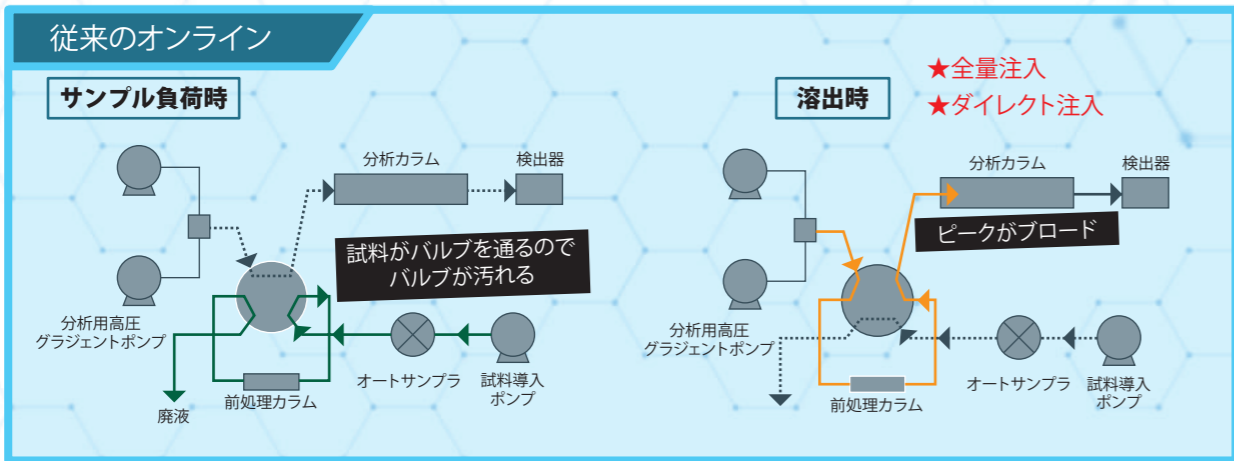 従来のオンライン
サンプル負荷時
分析カラム
検出器
試料がバルブを通るので
バルブが汚れる
分析用高圧
グラジェントポンプ
オートサンプラ
試料導入
ポンプ
前処理カラム
廃液
溶出時
★全量注入
★ダイレクト注入
分析カラム
検出器
ピークがブロード
分析用高圧
グラジェントポンプ
オートサンプラ
試料導入
ポンプ
前処理カラム